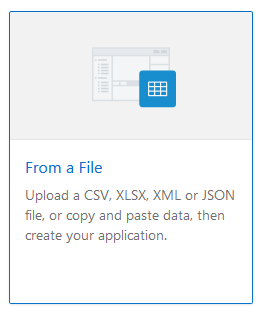 From a File
Upload a CSV, XLSX, XML or JSON
file, or copy and paste data, then
create your application.